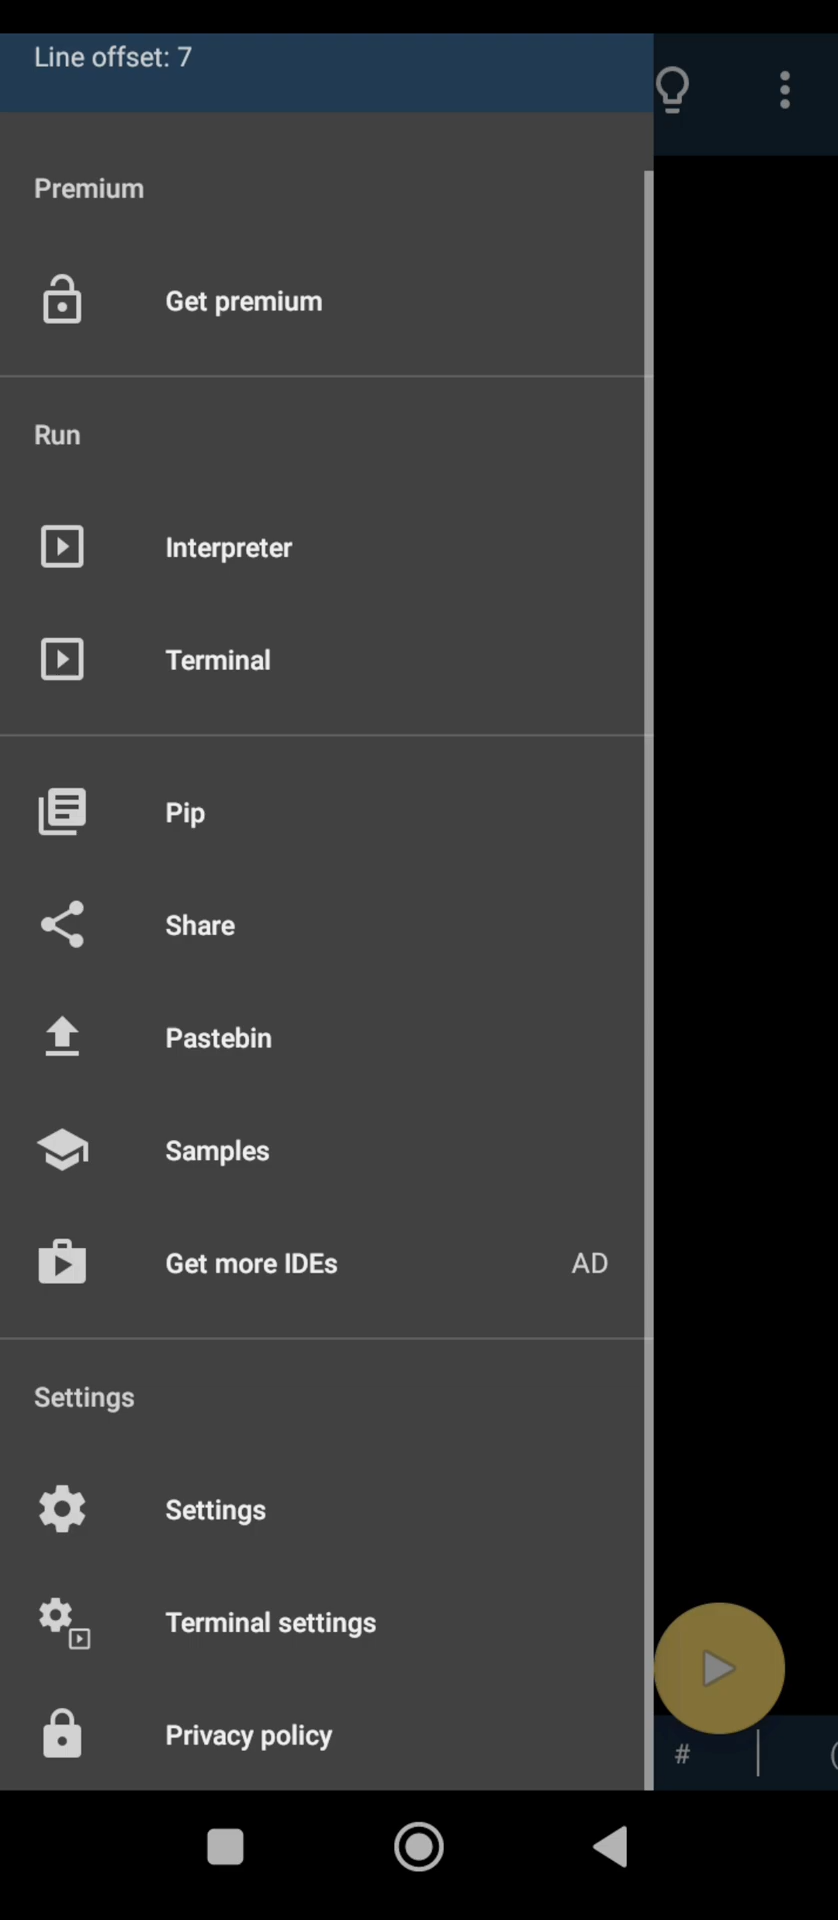 Line offset: 7
Premium
Get premium
Run
Interpreter
Terminal
Pip
Share
Pastebin
Samples
Get more IDEs AD
Settings
Settings
Terminal settings
Privacy policy
# | (